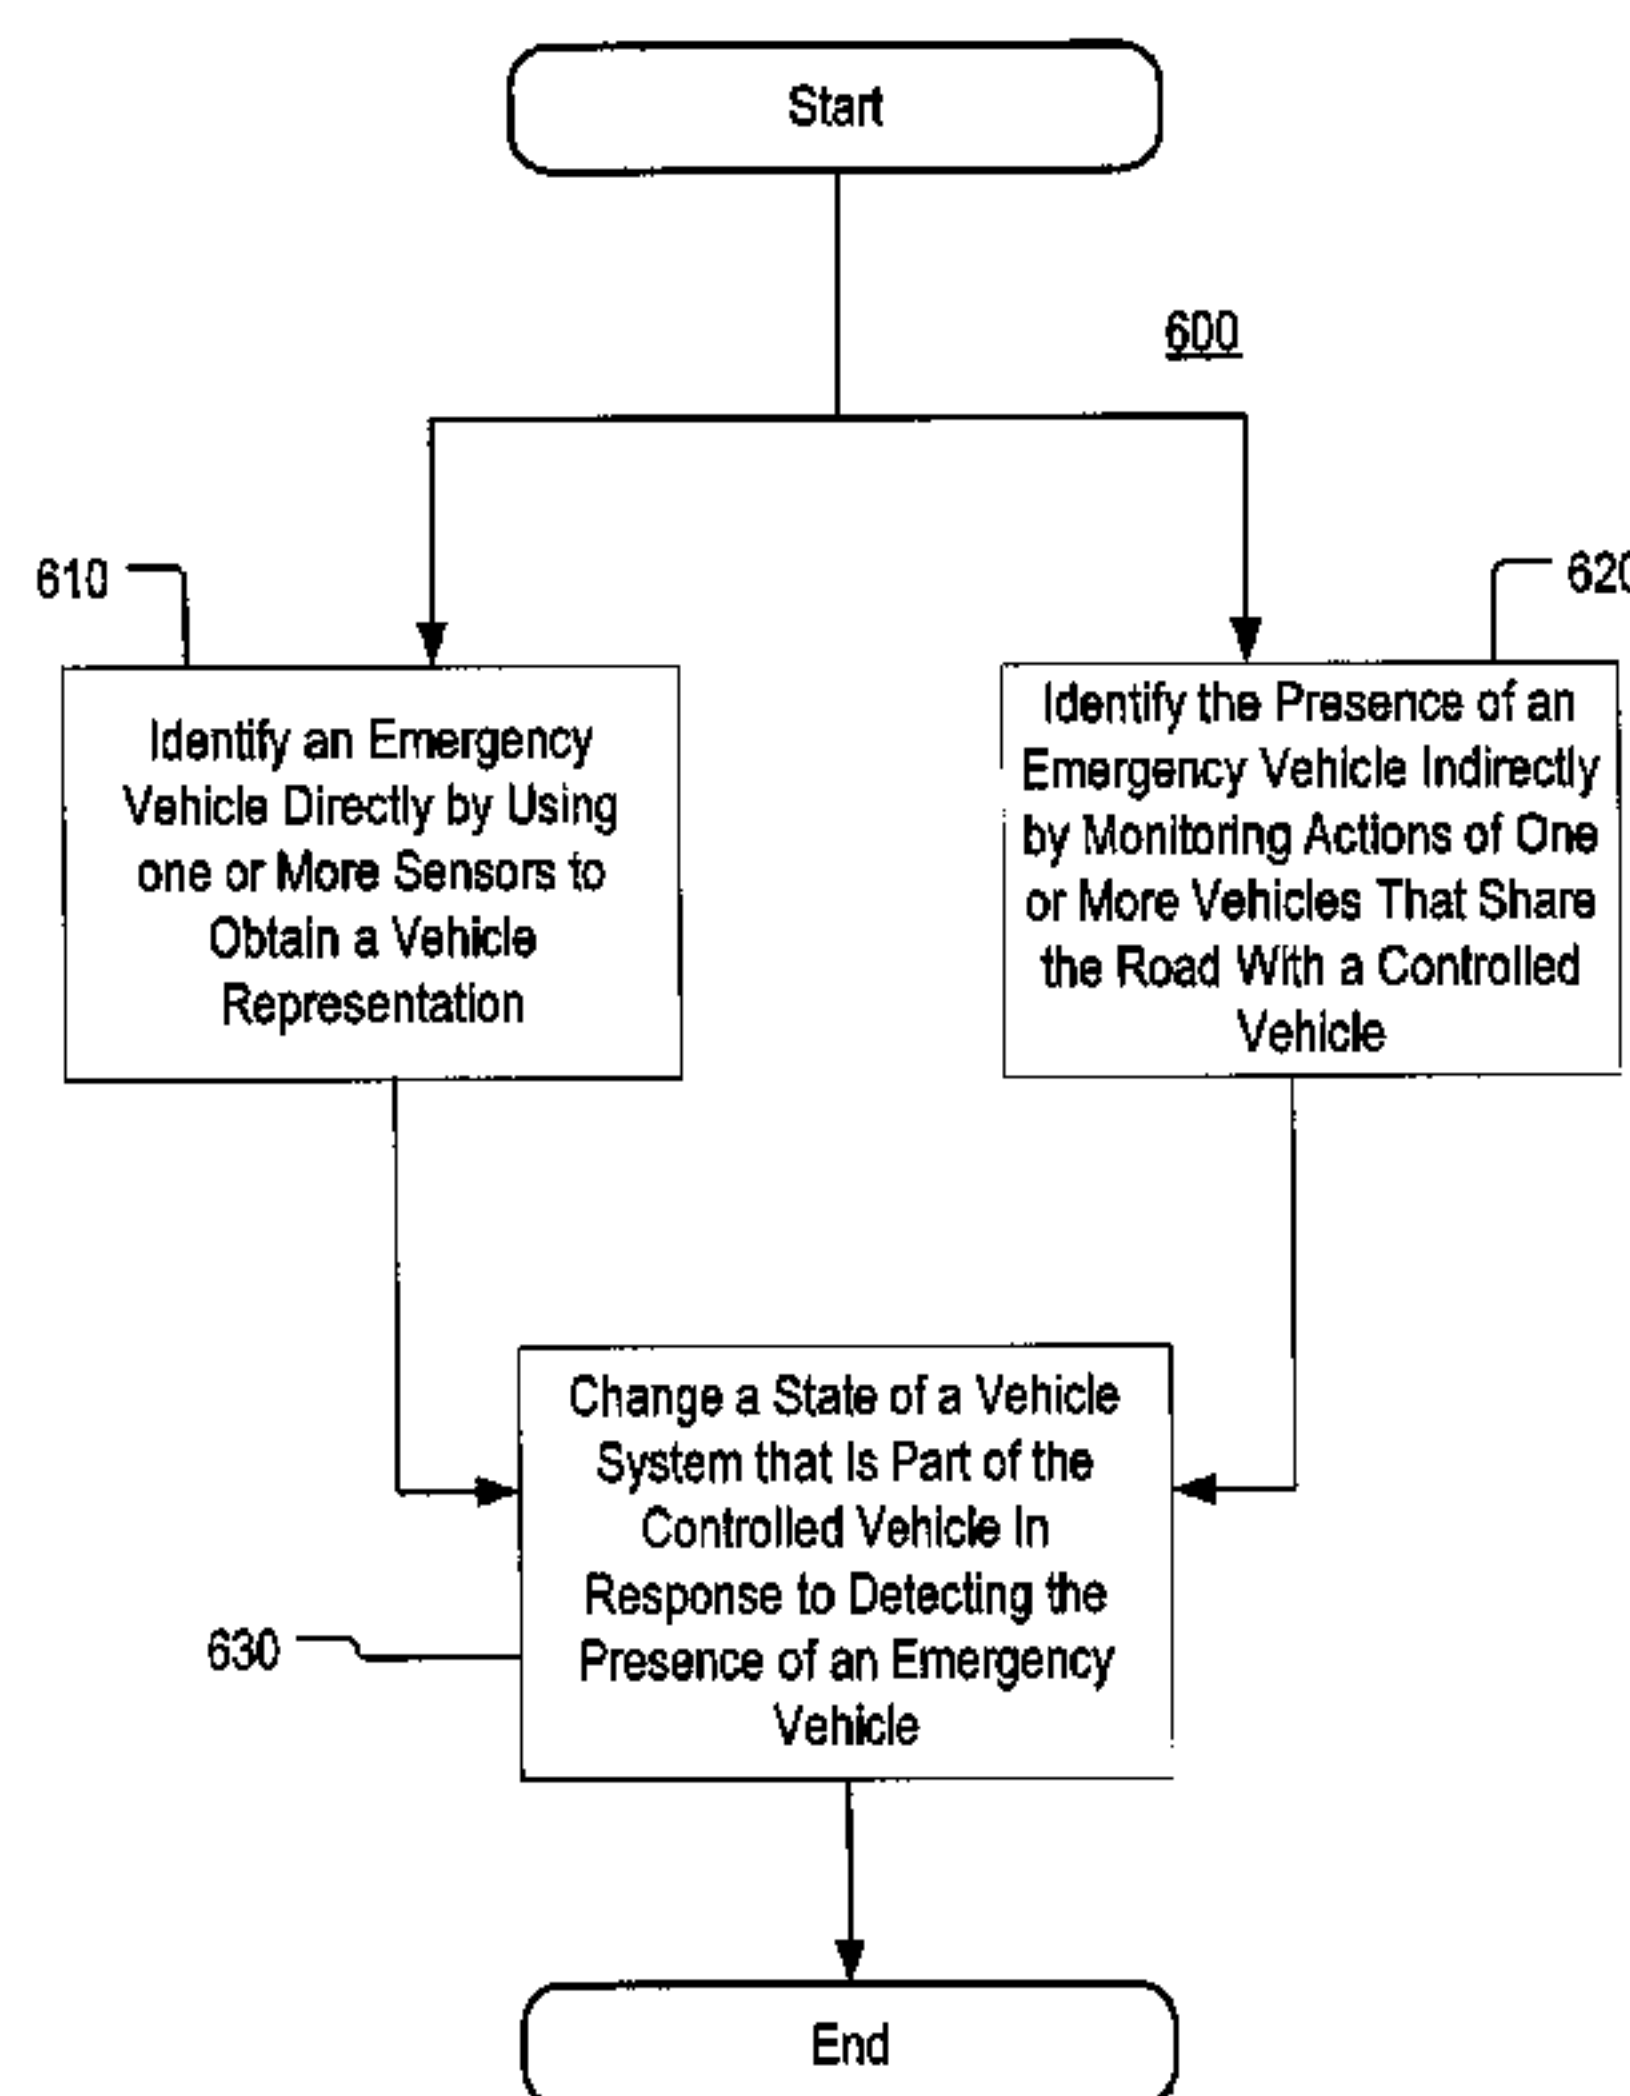 Start
600
610
620
Identify an Emergency
Vehicle Directly by Using
one or More Sensors to
Obtain a Vehicle
Representation
Identify the Presence of an
Emergency Vehicle Indirectly
by Monitoring Actions of One
or More Vehicles That Share
the Road With a Controlled
Vehicle
Change a State of a Vehicle
System that Is Part of the
Controlled Vehicle In
Response to Detecting the
Presence of an Emergency
Vehicle
630
End